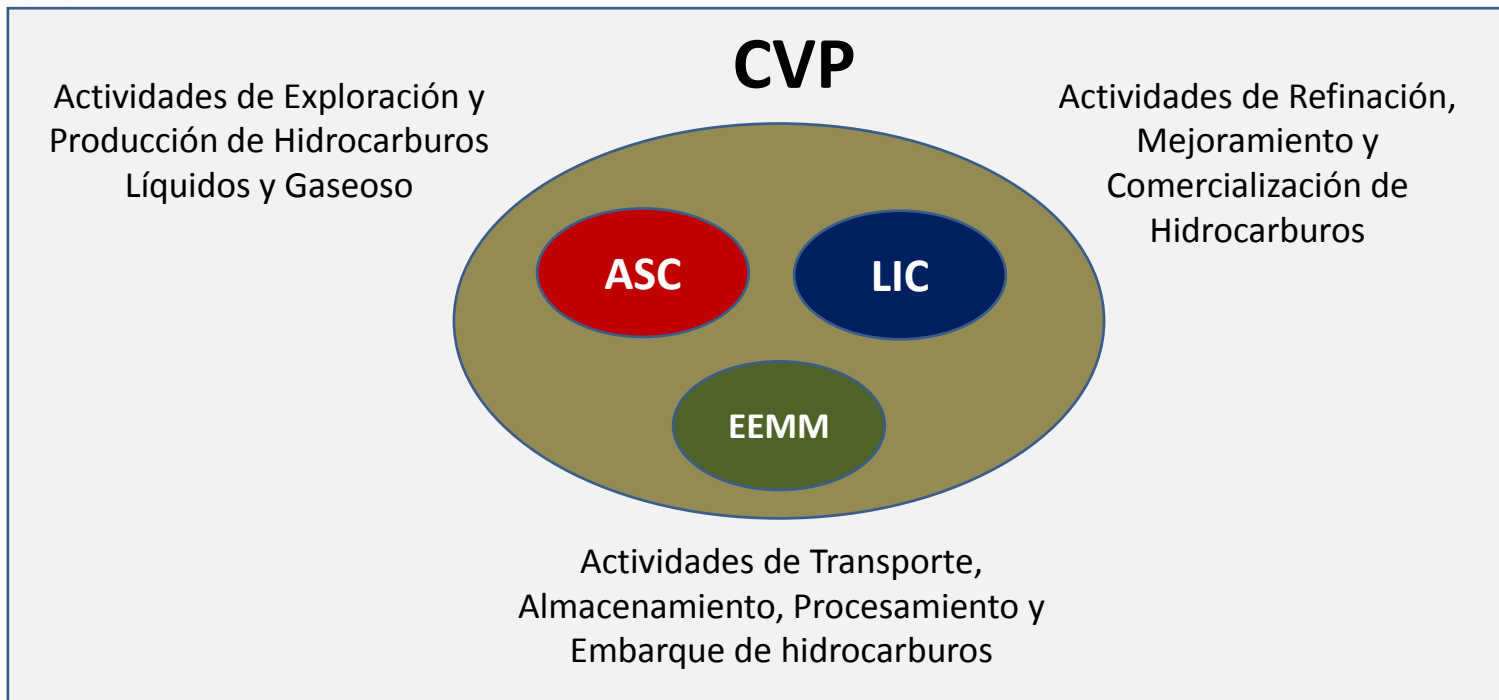 CVP
Actividades de Exploración y
Producción de Hidrocarburos
Líquidos y Gaseoso
Actividades de Refinación,
Mejoramiento y
Comercialización de
Hidrocarburos
ASC
LIC
EEMM
Actividades de Transporte,
Almacenamiento, Procesamiento y
Embarque de hidrocarburos